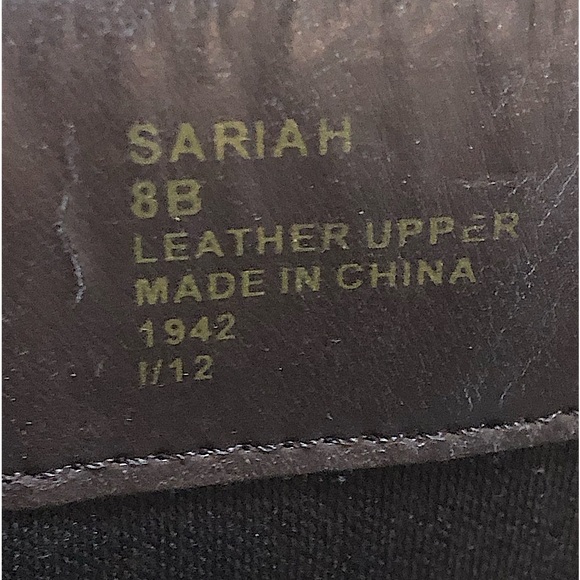 SARIAH
8B
LEATHER UPPER
MADE IN CHINA
1942
I/12